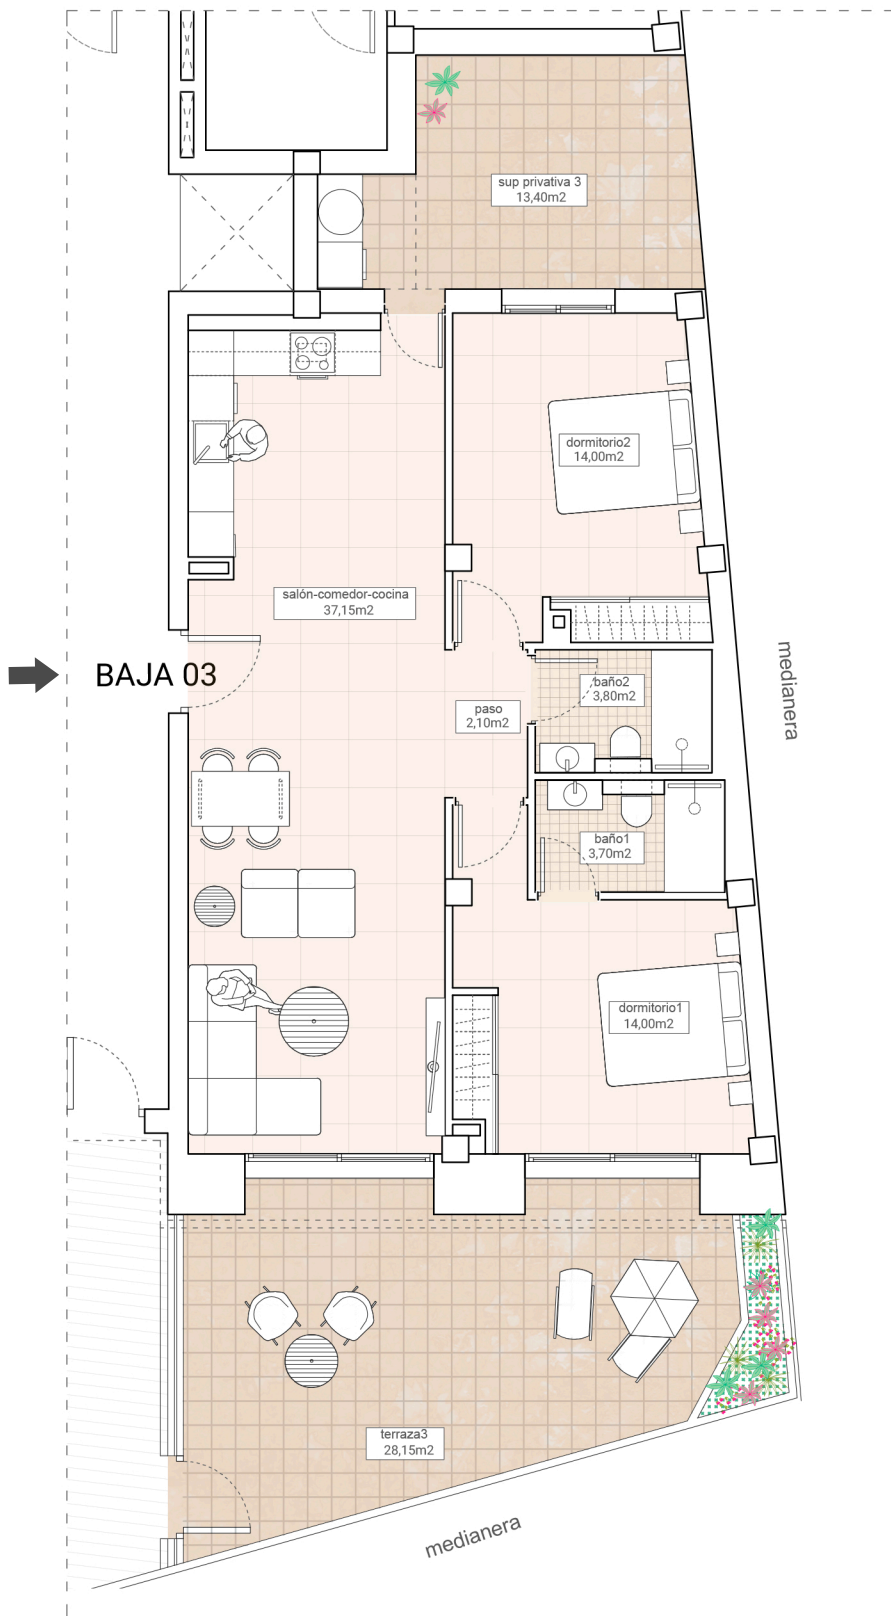 sup privativa 3
13,40m2
dormitorio2
14,00m2
salón-comedor-cocina
37,15m2
BAJA 03
baño2
3,80m2
paso
2,10m2
medianera
baño1
3,70m2
dormitorio1
14,00m2
terraza3
28,15m2
medianera